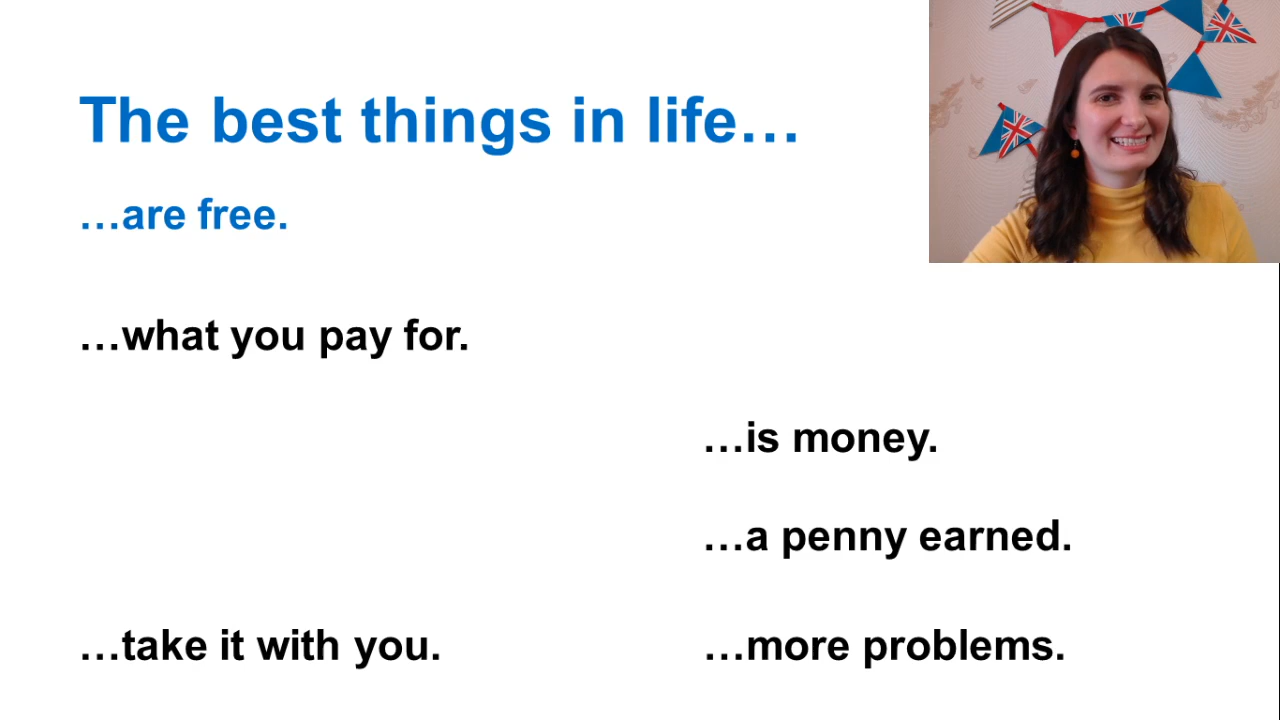 The best things in life…
…are free.
…what you pay for.
…is money.
…a penny earned.
…take it with you.
…more problems.